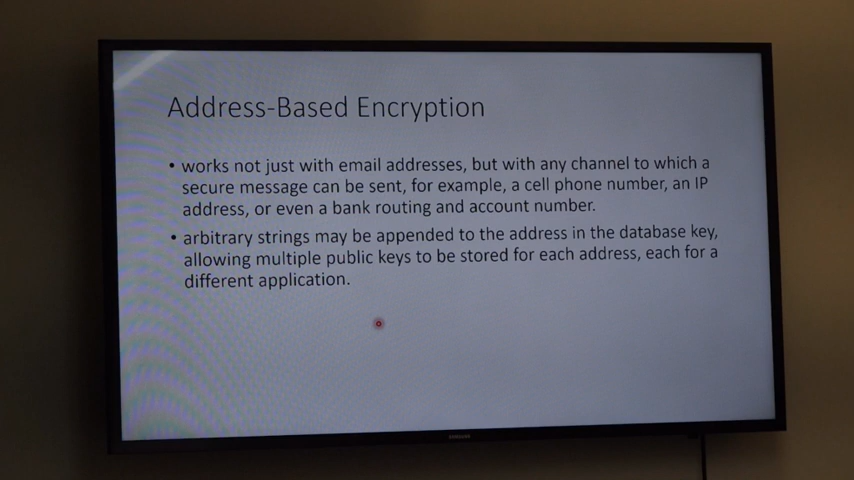 Address-Based Encryption
• works not just with email addresses, but with any channel to which a
secure message can be sent, for example, a cell phone number, an IP
address, or even a bank routing and account number.
• arbitrary strings may be appended to the address in the database key,
allowing multiple public keys to be stored for each address, each for a
different application.
SAMSUNG